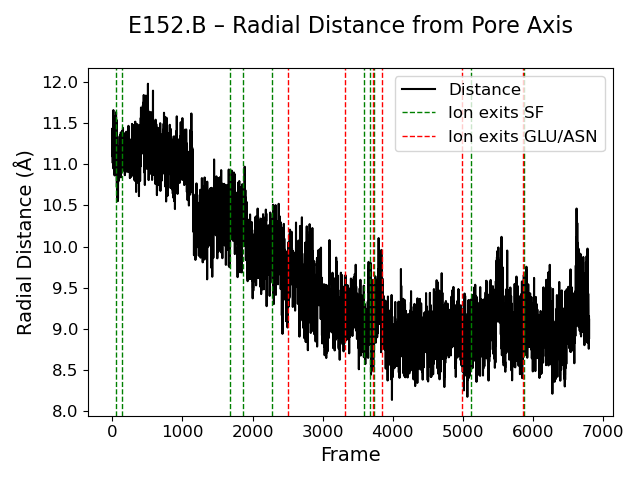 E152.B – Radial Distance from Pore Axis
12.0
11.5
11.0
10.5
10.0
9.5
9.0
8.5
8.0
Radial Distance (Å)
Distance
Ion exits SF
Ion exits GLU/ASN
0 1000 2000 3000 4000 5000 6000 7000
Frame